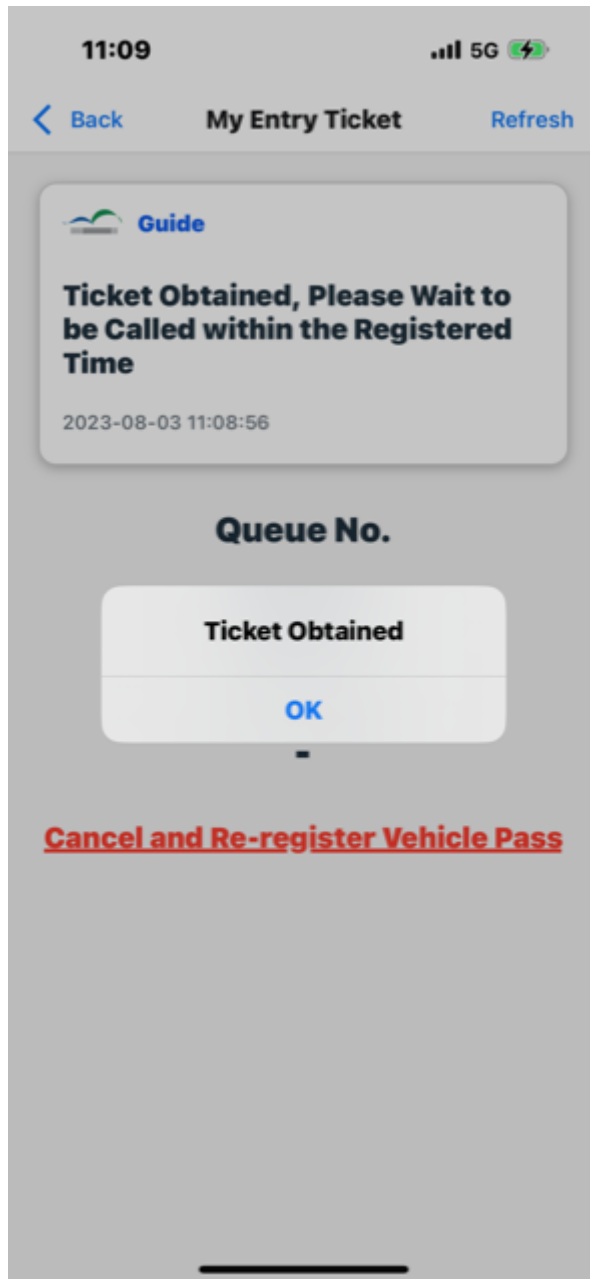 11:09 5G
Back My Entry Ticket Refresh
Guide
Ticket Obtained, Please Wait to
be Called within the Registered
Time
2023-08-03 11:08:56
Queue No.
Ticket Obtained
OK
-
Cancel and Re-register Vehicle Pass